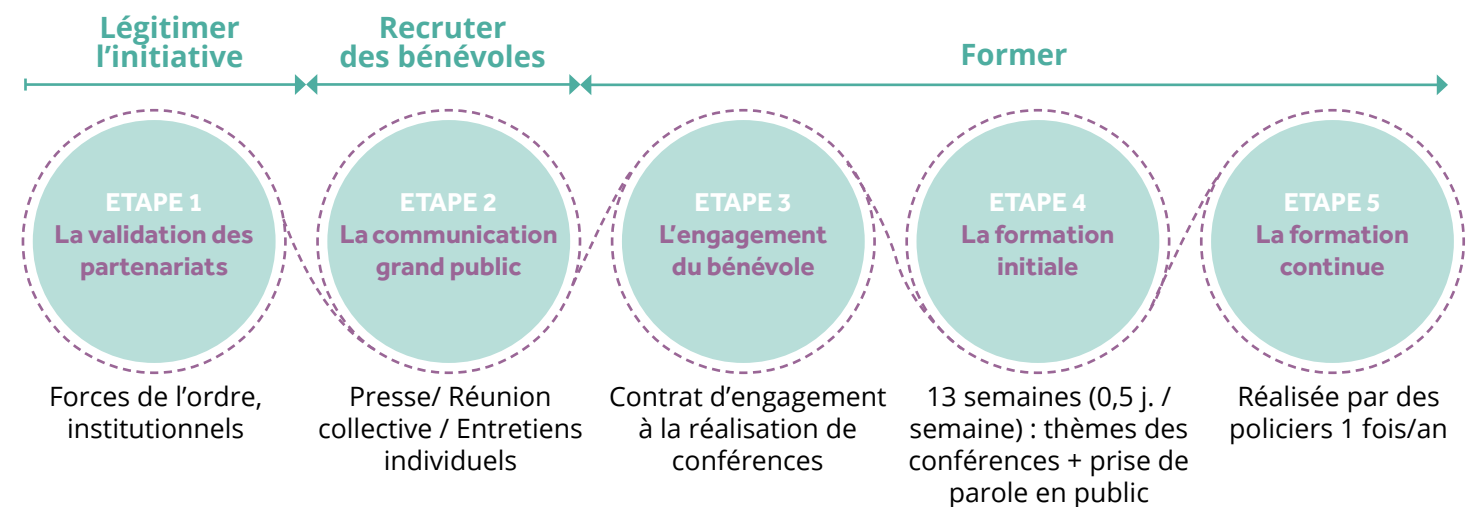 Légitimer
l'initiative
Recruter
des bénévoles
Former
ETAPE 1
La validation des
partenariats
ETAPE 2
La communication
grand public
ETAPE 3
L'engagement
du bénévole
ETAPE 4
La formation
initiale
ETAPE 5
La formation
continue
Forces de l'ordre,
institutionnels
Presse/ Réunion
collective / Entretiens
individuels
Contrat d'engagement
à la réalisation de
conférences
13 semaines (0,5 j. /
semaine) : thèmes des
conférences + prise de
parole en public
Réalisée par des
policiers 1 fois/an